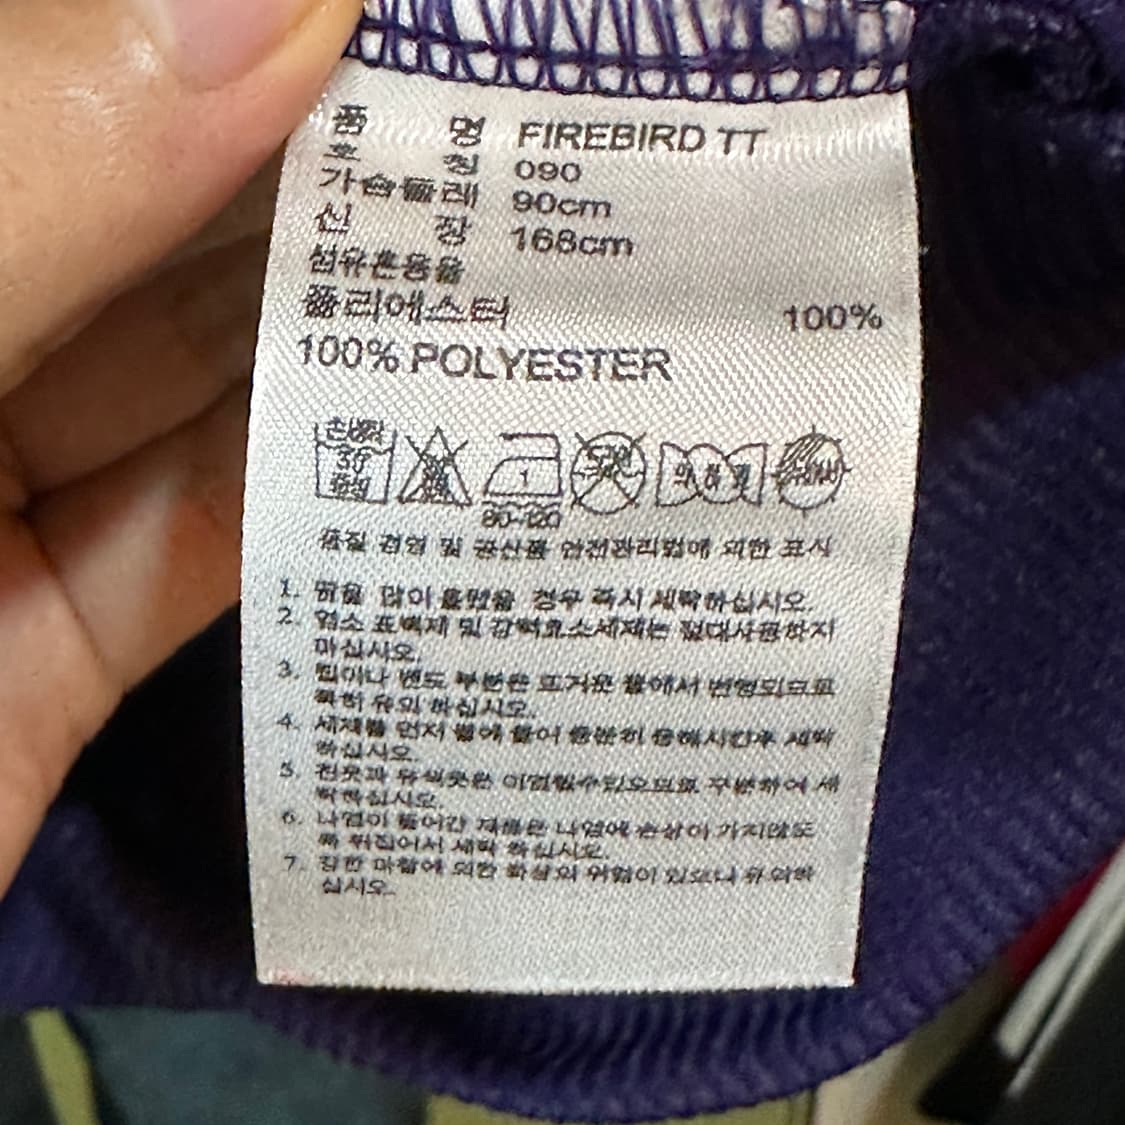 품 명 FIREBIRD TT
호 칭 090
가슴둘레 90cm
신 장 168cm
섬유혼용율
폴리에스터 100%
100% POLYESTER
손세탁
30
중성
1
80~120
품질 경영 및 공산품 안전관리법에 의한 표시
1. 땀을 많이 흘렸을 경우 즉시 세탁하십시오.
2. 염소 표백제 및 강력효소세제는 절대사용하지
마십시오.
3. 립이나 밴드 부분은 뜨거운 물에서 변형되므로
특히 유의 하십시오.
4. 세제를 먼저 물에 풀어 충분히 용해시킨후 세탁
하십시오.
5. 흰옷과 유색옷은 이염될수있으므로 구분하여 세
탁하십시오.
6. 나염이 들어간 제품은 나염에 손상이 가지않도
록 뒤집어서 세탁 하십시오.
7. 강한 마찰에 의한 화상의 위험이 있으니 유의하
십시오.